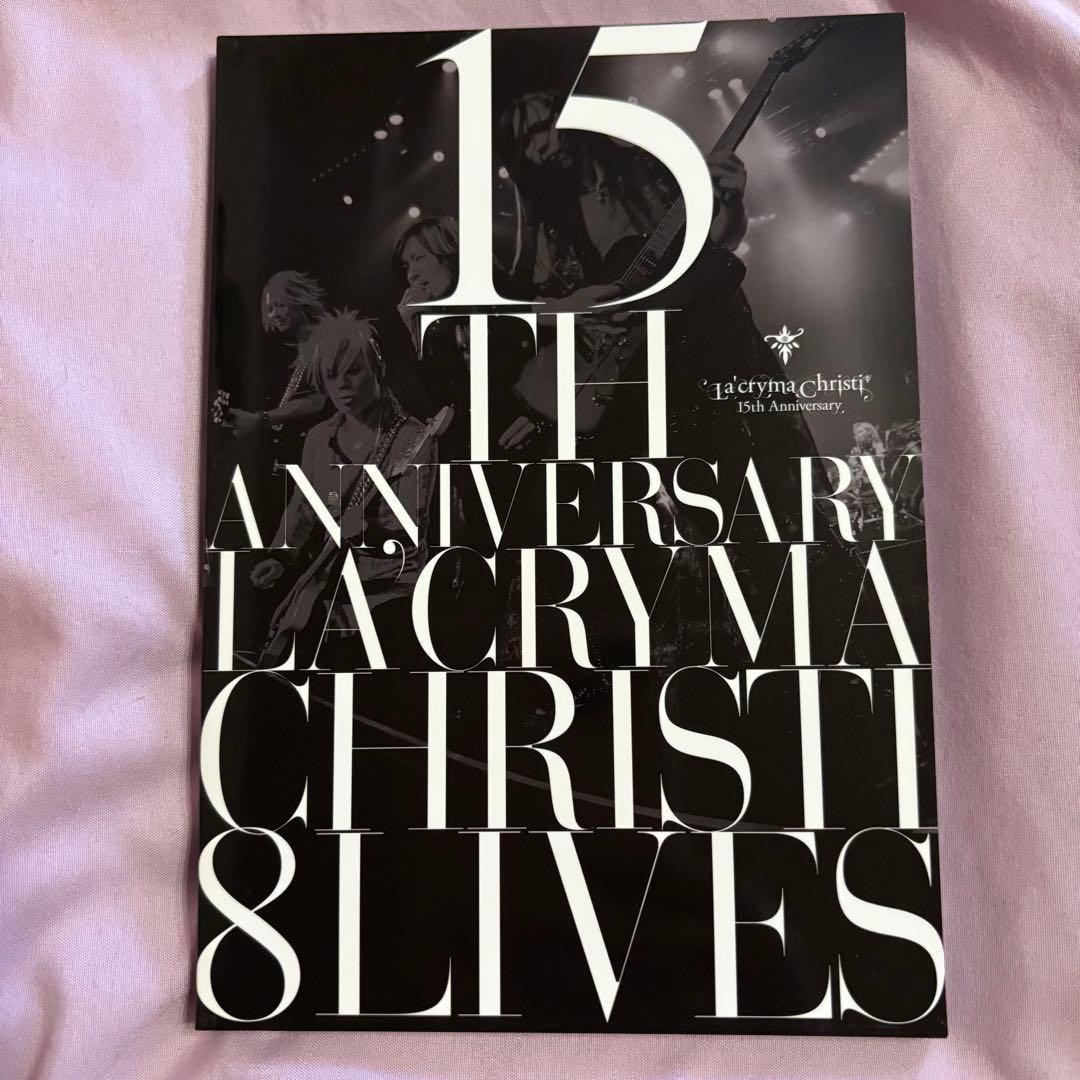 15
TH
La'cryma Christi
15th Anniversary
ANNIVERSARY
LA'CRYMA
CHRISTI
8LIVES